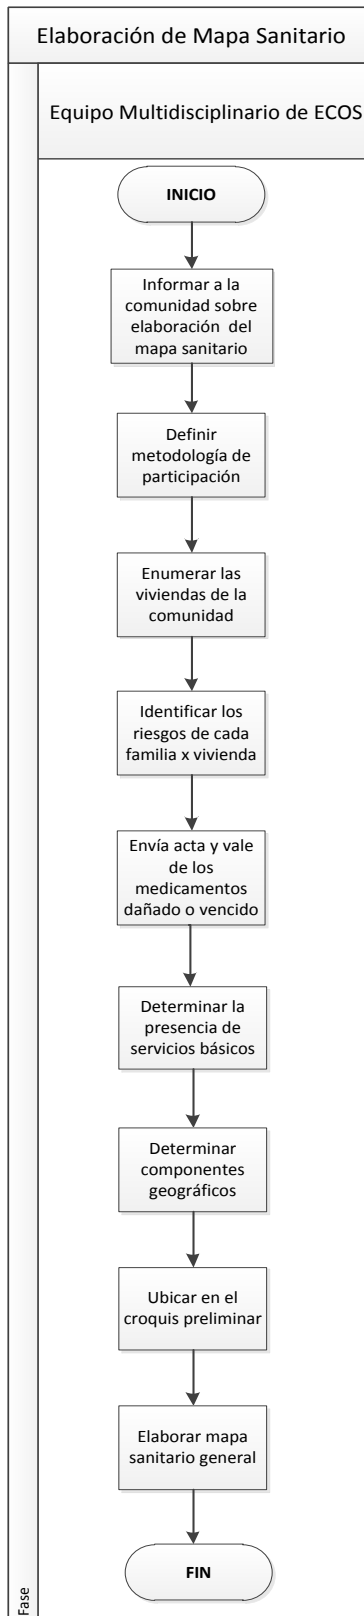 Elaboración de Mapa Sanitario
Equipo Multidisciplinario de ECOS
INICIO
Informar a la
comunidad sobre
elaboración del
mapa sanitario
Definir
metodología de
participación
Enumerar las
viviendas de la
comunidad
Identificar los
riesgos de cada
familia x vivienda
Envía acta y vale
de los
medicamentos
dañado o vencido
Determinar la
presencia de
servicios básicos
Determinar
componentes
geográficos
Ubicar en el
croquis preliminar
Elaborar mapa
sanitario general
FIN
Fase